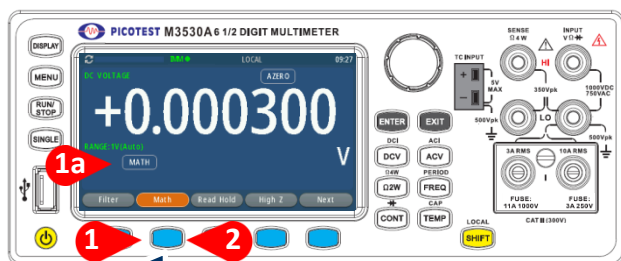 PICOTEST M3530A 6 1/2 DIGIT MULTIMETER
DISPLAY
MENU
RUN/
STOP
SINGLE
LOCAL
09:27
DC VOLTAGE
AZERO
+0.000300
V
RANGE:1V(Auto)
MATH
1a
Filter
Math
Read Hold
High Z
Next
1
2
ENTER
EXIT
DCI
ACI
DCV
ACV
Ω4W
PERIOD
Ω2W
FREQ
CAP
CONT
TEMP
LOCAL
SHIFT
TC INPUT
+
−
5V
MAX
SENSE
Ω 4 W
INPUT
V Ω
HI
350Vpk
1000VDC
750VAC
LO
500Vpk
500Vpk
3A RMS
10A RMS
I
FUSE:
11A 1000V
FUSE:
3A 250V
CAT II (300V)